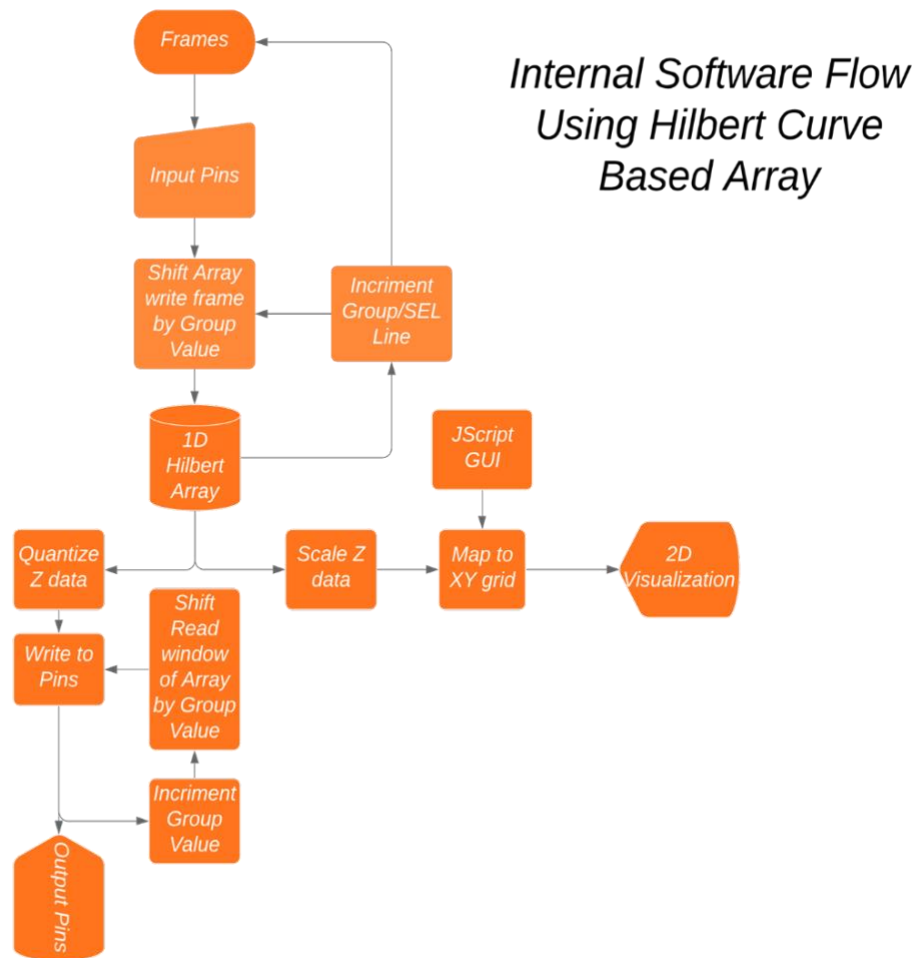 Frames
Internal Software Flow
Using Hilbert Curve
Based Array
Input Pins
Shift Array
write frame
by Group
Value
Incriment
Group/SEL
Line
1D
Hilbert
Array
JScript
GUI
Quantize
Z data
Scale Z
data
Map to
XY grid
2D
Visualization
Shift
Read
window
of Array
by Group
Value
Write to
Pins
Incriment
Group
Value
Output Pins